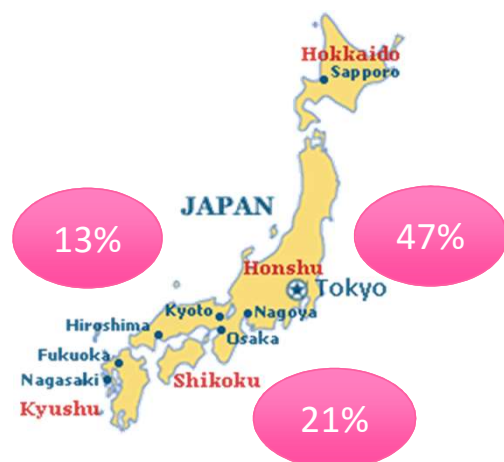 Hokkaido
Sapporo
JAPAN
13%
47%
Honshu
Tokyo
Kyoto
Nagoya
Hiroshima
Osaka
Fukuoka
Nagasaki
Shikoku
Kyushu
21%